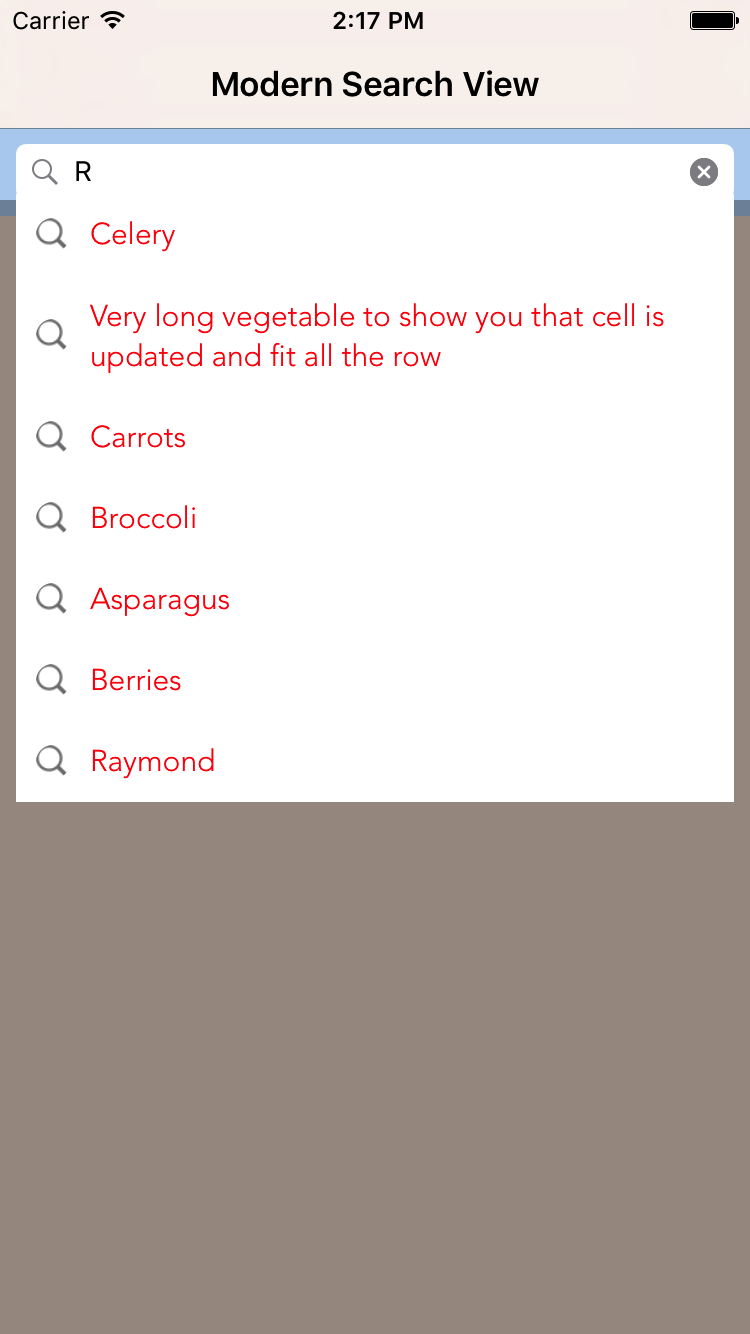 Carrier 2:17 PM
Modern Search View
R
Celery
Very long vegetable to show you that cell is
updated and fit all the row
Carrots
Broccoli
Asparagus
Berries
Raymond